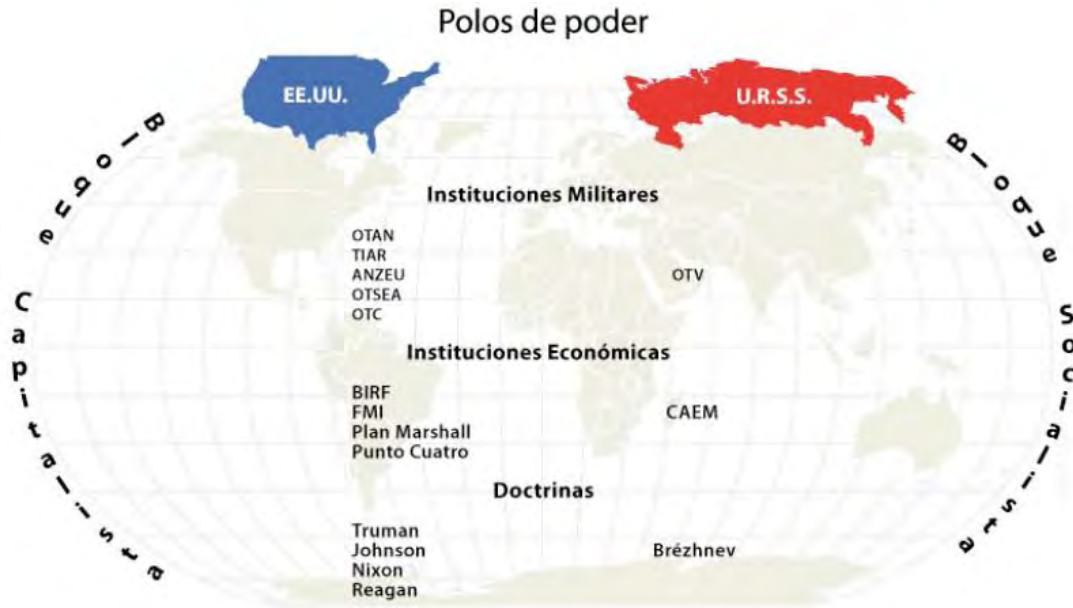 Polos de poder
EE.UU.
U.R.S.S.
Bloque Capitalista
Bloque Socialista
Instituciones Militares
OTAN
TIAR
ANZEU
OTSEA
OTC
OTV
Instituciones Económicas
BIRF
FMI
Plan Marshall
Punto Cuatro
CAEM
Doctrinas
Truman
Johnson
Nixon
Reagan
Brézhnev